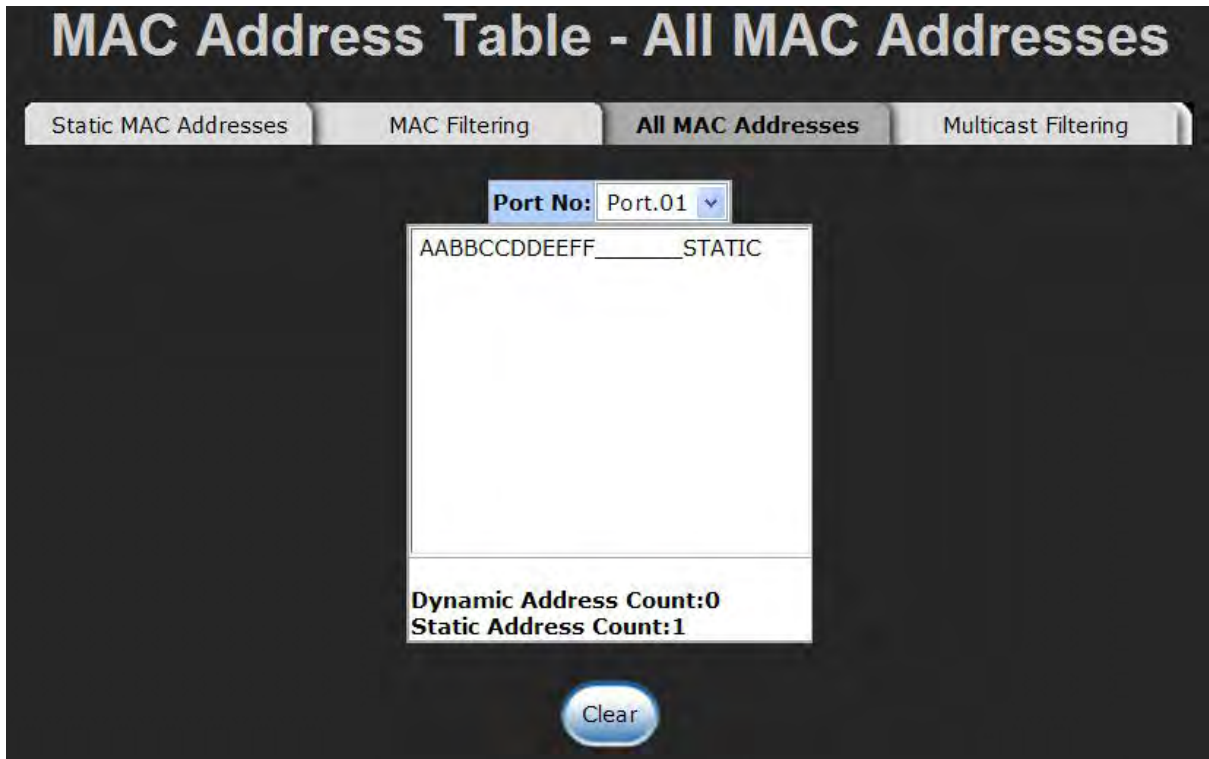 MAC Address Table - All MAC Addresses
Static MAC Addresses MAC Filtering All MAC Addresses Multicast Filtering
Port No: Port.01
AABBCCDDEEFF_______STATIC
Dynamic Address Count:0
Static Address Count:1
Clear